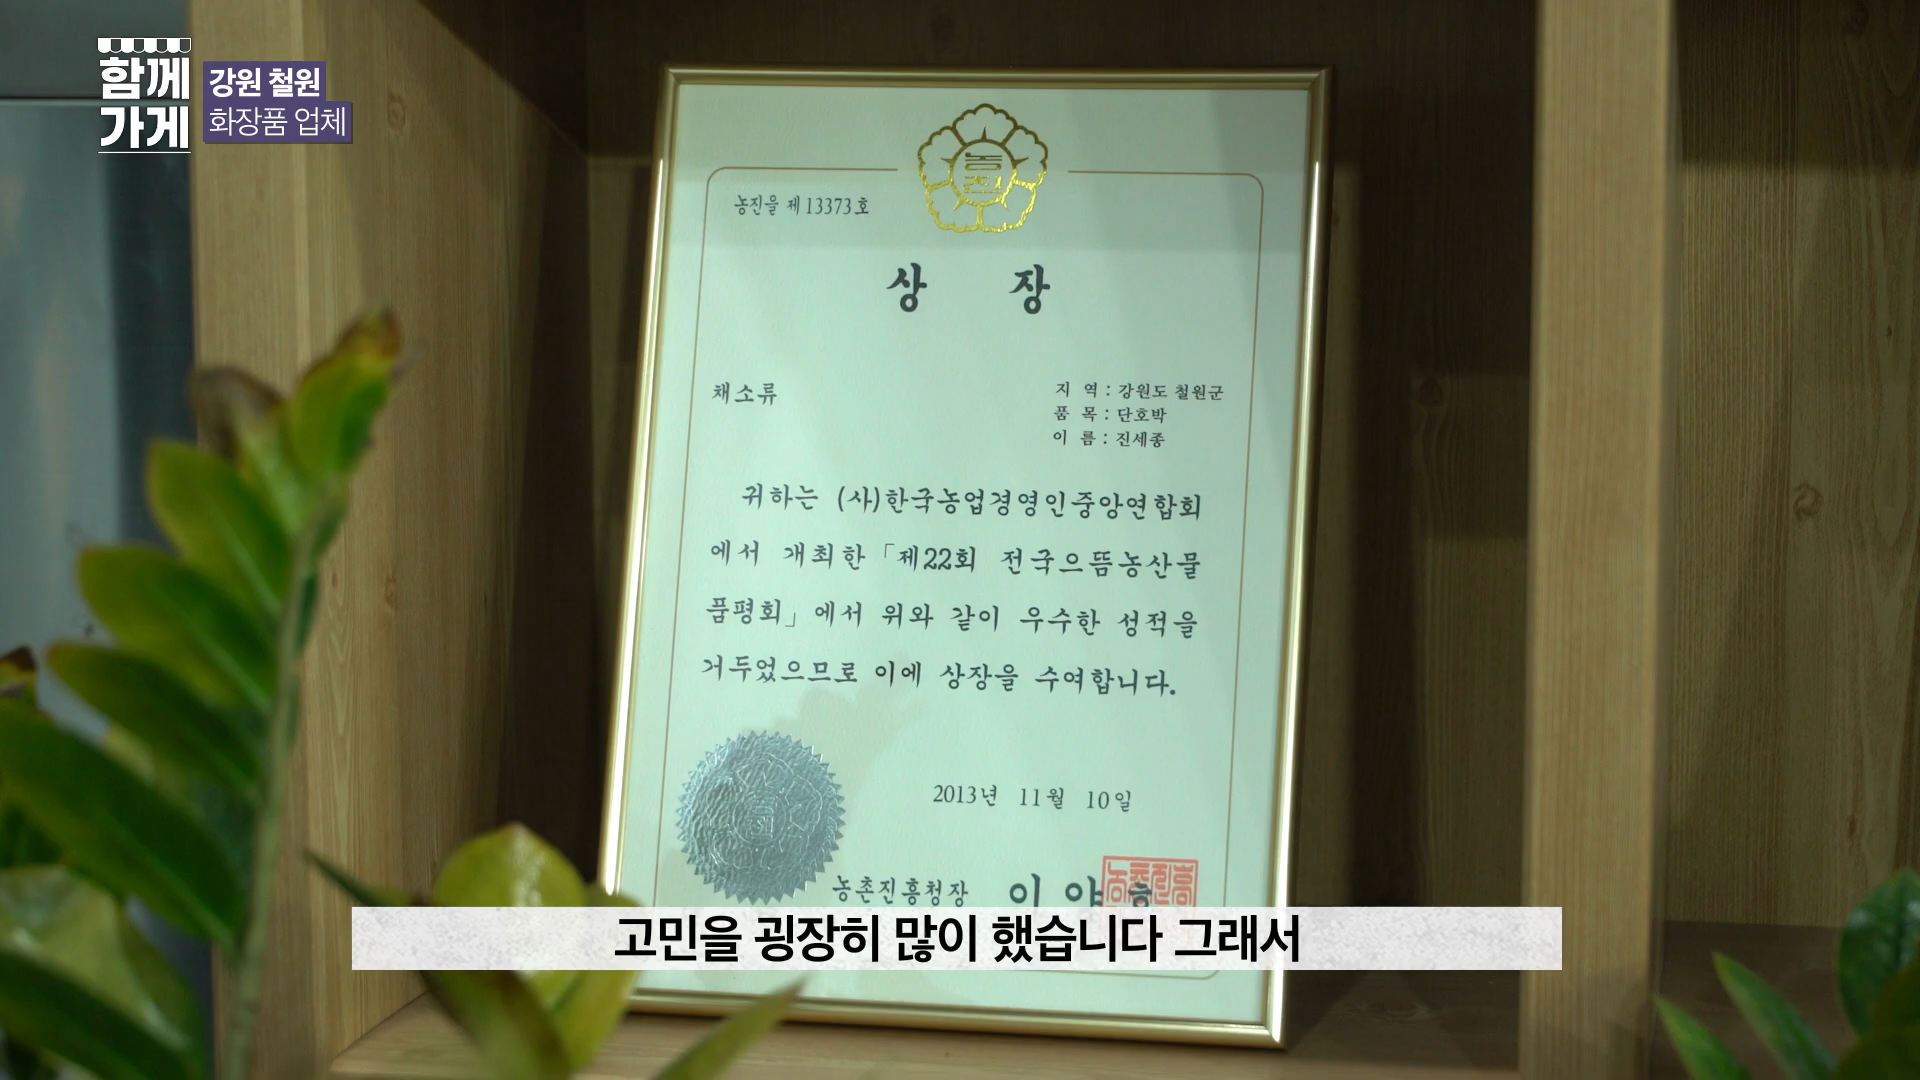 함께
가게
강원 철원
화장품 업체
농진을 제13373호
상 장
채소류
지 역 : 강원도 철원군
품 목 : 단호박
이 름 : 진세종
귀하는 (사)한국농업경영인중앙연합회
에서 개최한 「제22회 전국으뜸농산물
품평회」에서 위와 같이 우수한 성적을
거두었으므로 이에 상장을 수여합니다.
2013년 11월 10일
농촌진흥청장 이 양
고민을 굉장히 많이 했습니다 그래서